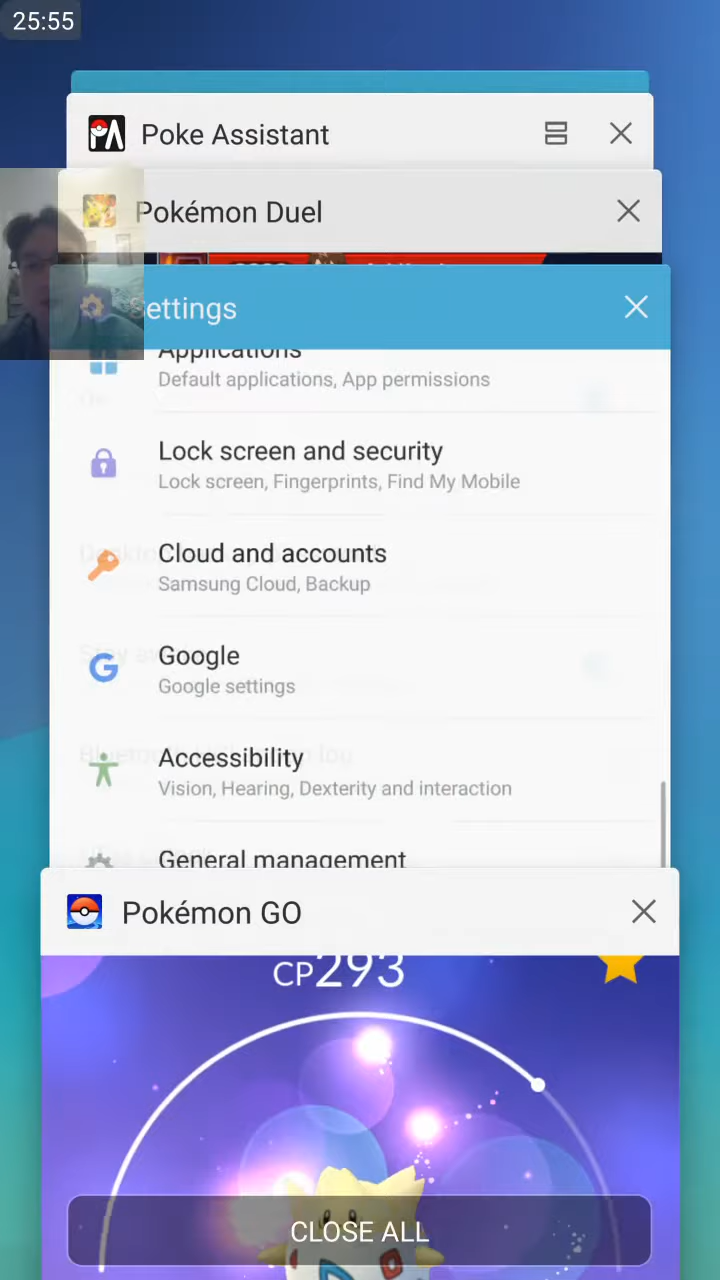 25:55
Poke Assistant
Pokémon Duel
Settings
Applications
Default applications, App permissions
Lock screen and security
Lock screen, Fingerprints, Find My Mobile
Cloud and accounts
Samsung Cloud, Backup
Google
Google settings
Accessibility
Vision, Hearing, Dexterity and interaction
General management
Pokémon GO
CP293
CLOSE ALL